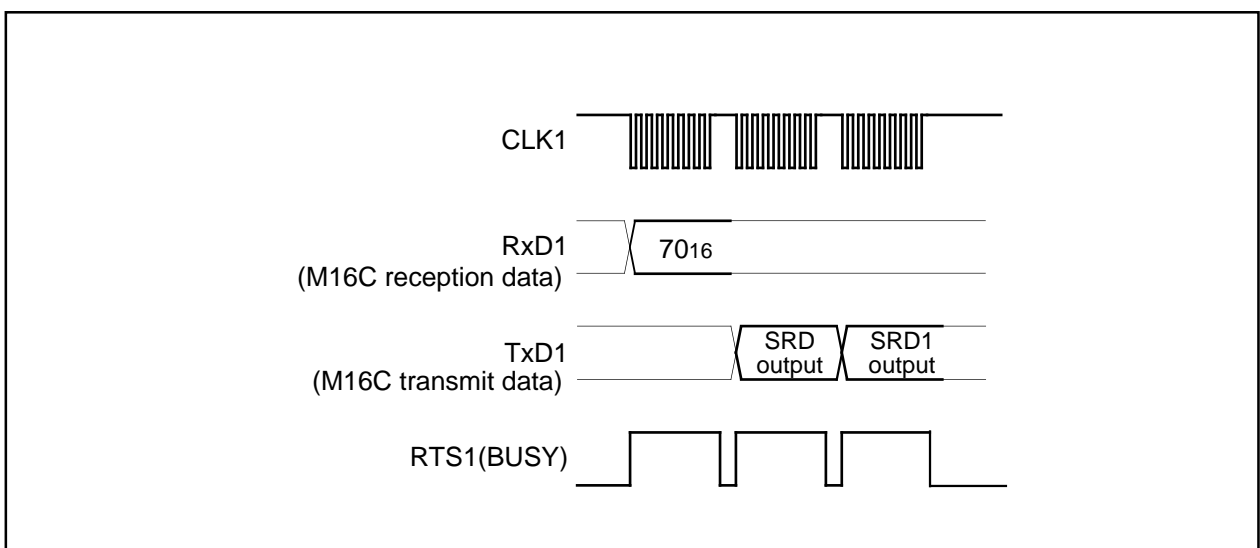 CLK1
RxD1
(M16C reception data)
7016
TxD1
(M16C transmit data)
SRD
output
SRD1
output
RTS1(BUSY)